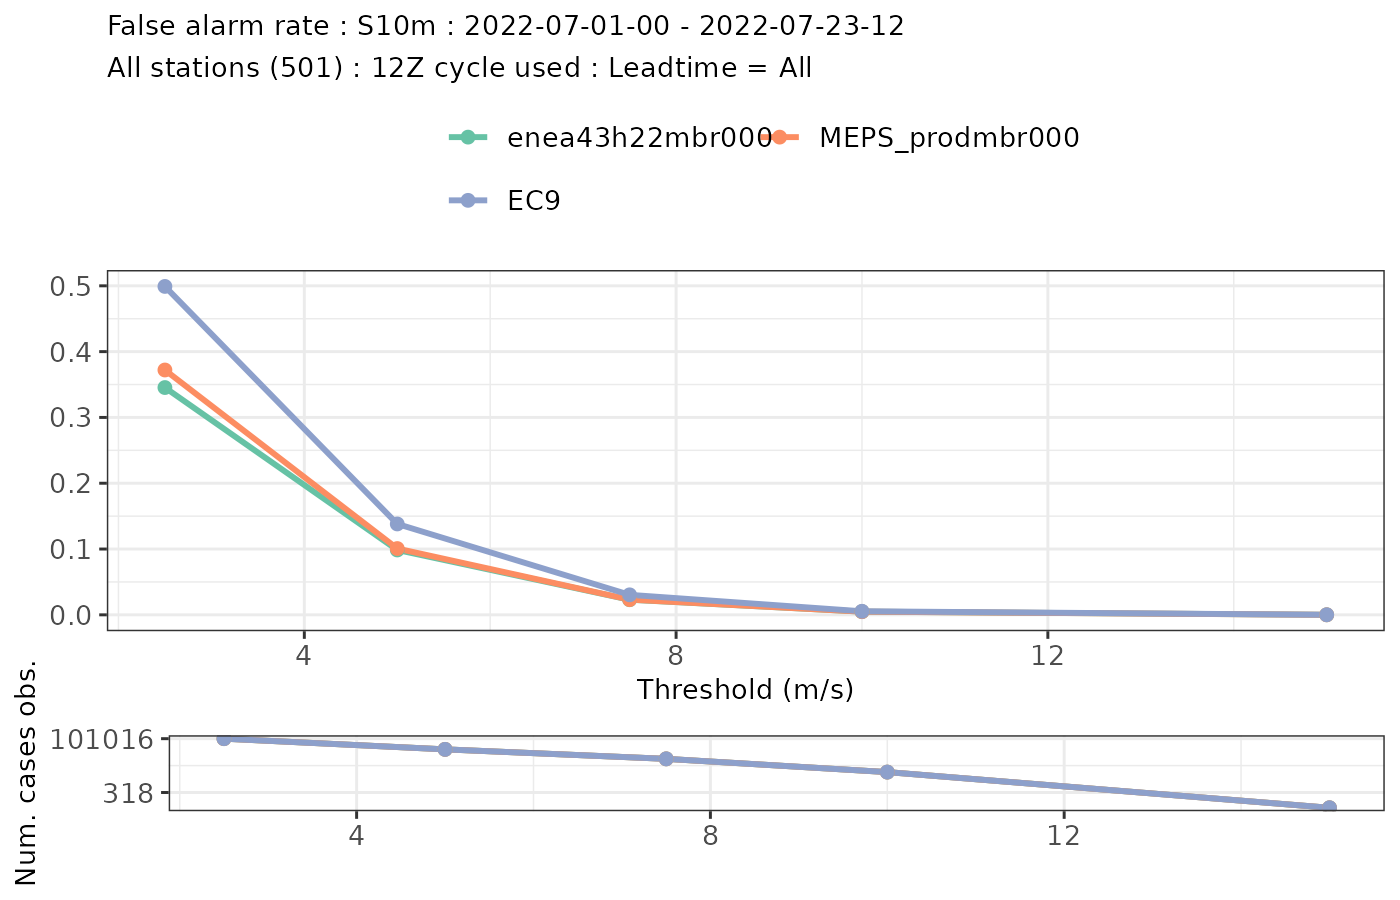 False alarm rate : S10m : 2022-07-01-00 - 2022-07-23-12
All stations (501) : 12Z cycle used : Leadtime = All
enea43h22mbr000 MEPS_prodmbr000
EC9
0.5
0.4
0.3
0.2
0.1
0.0
4 8 12
Threshold (m/s)
Num. cases obs.
101016
318
4 8 12